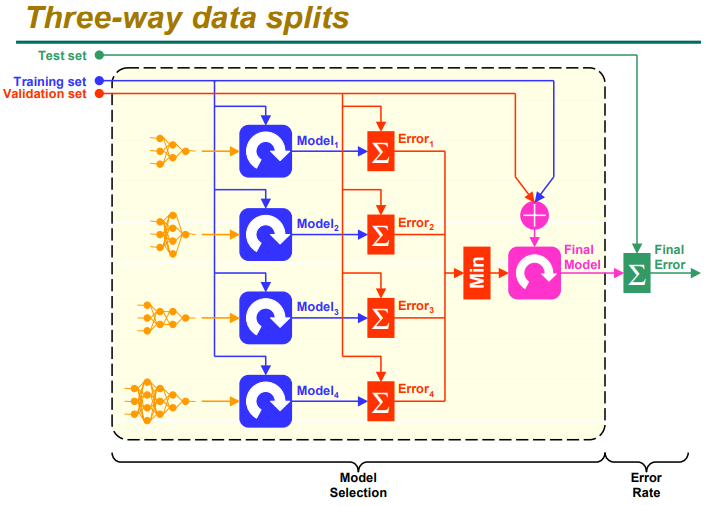 Three-way data splits
Test set
Training set
Validation set
Model₁
Error₁
Σ
Model₂
Error₂
Σ
Final
Model
Final
Error
Min
Σ
Model₃
Error₃
Σ
Model₄
Error₄
Σ
Model
Selection
Error
Rate